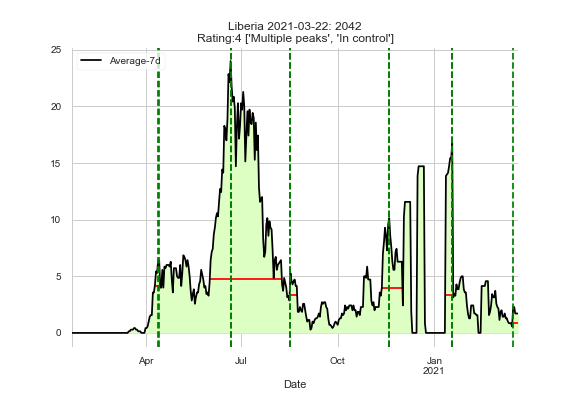 Liberia 2021-03-22: 2042
Rating:4 ['Multiple peaks', 'In control']
25
Average-7d
20
15
10
5
0
Apr
Jul
Oct
Jan
2021
Date